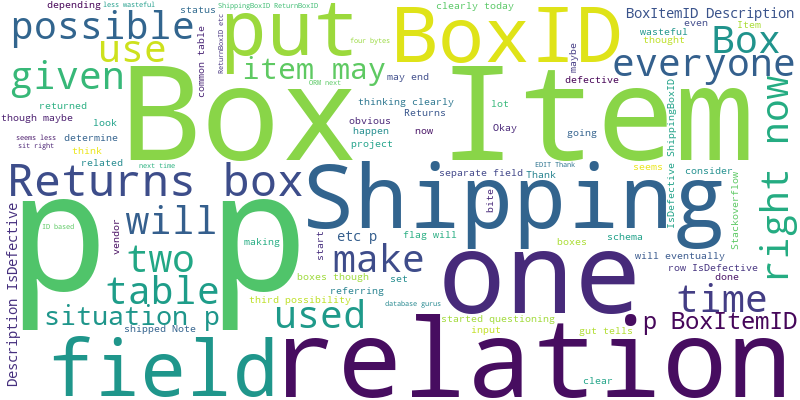 depending
less wasteful
ShippingBoxID ReturnBoxID
clearly today
BoxItemID Description
possible
status
put
BoxID
even
Item
use
common table
ReturnBoxID etc
four bytes
maybe
wasteful
thought
Box
given
item may
everyone
ORM next
may end
defective
returned
Box Item
thinking clearly
lot
though maybe
look
obvious
Returns
now
Okay
right now
seems less
sit right
determine
happen
project
going
think
related
next time
EDIT Thank
Returns box
Shipping
separate field
Thank
seems
consider
IsDefective ShippingBoxID
Stackoverflow
bite
p p
will
ID based
vendor
making
start
etc p
flag will
schema
one
two
make
boxes
will eventually
row IsDefective
done
table
boxes though
set
referring
time
Description IsDefective
situation p
third possibility
database gurus
used
shipped Note
started questioning
input
gut tells
p BoxItemID
field
relation
clear